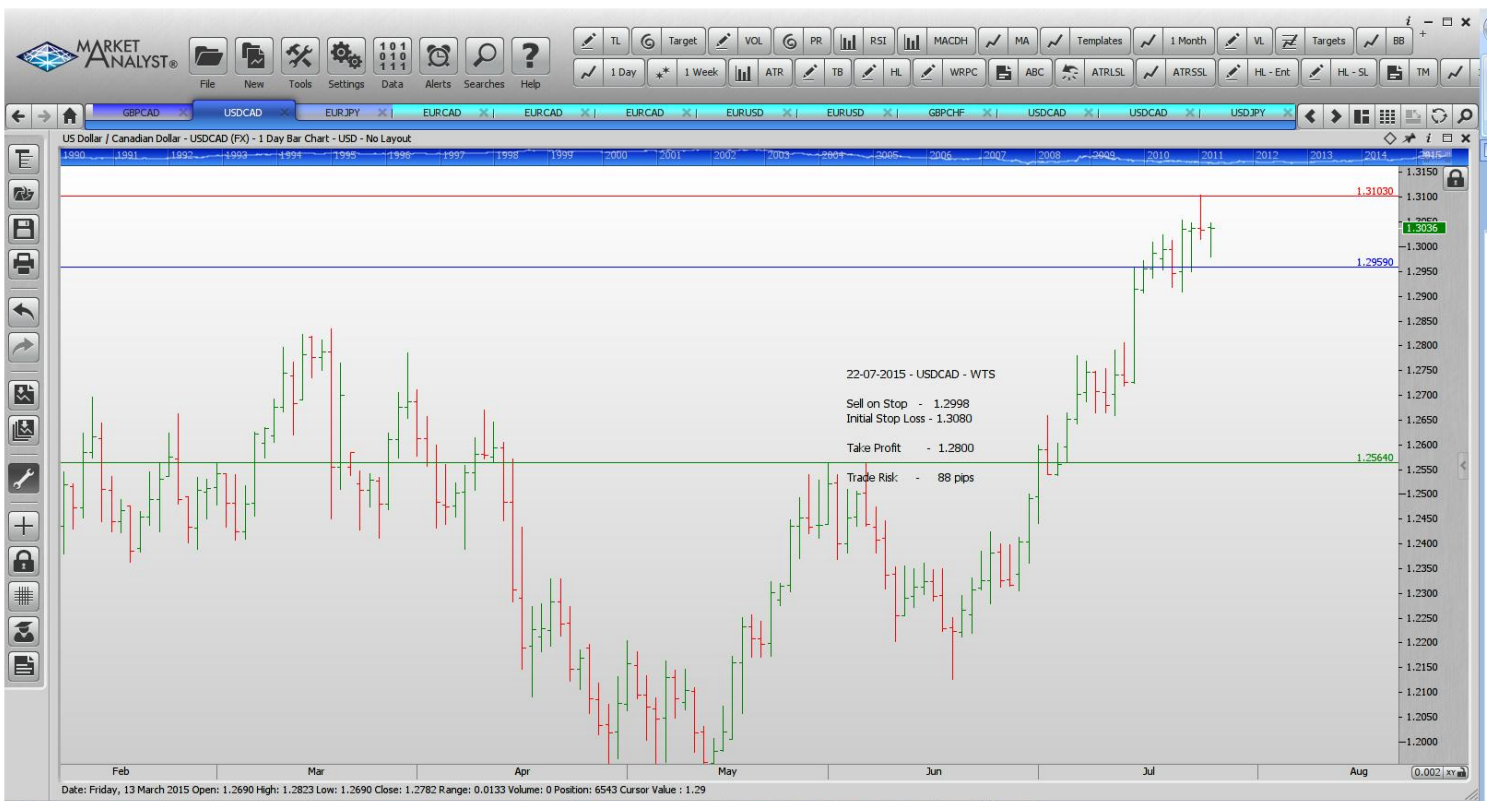 i
MARKET ANALYST®
File New Tools Settings Data Alerts Searches Help
TL Target VOL PR RSI MACDH MA Templates 1 Month VL Targets BB
1 Day 1 Week ATR TB HL WRPC ABC ATRLSL ATRSSL HL - Ent HL - SL TM
GBPCAD USDCAD EURJPY EURCAD EURCAD EURCAD EURUSD EURUSD GBPCHF USDCAD USDCAD USDJPY
US Dollar / Canadian Dollar - USDCAD (FX) - 1 Day Bar Chart - USD - No Layout
1990 1991 1992 1993 1994 1995 1996 1997 1998 1999 2000 2001 2002 2003 2004 2005 2006 2007 2008 2009 2010 2011 2012 2013 2014 2015
1.3150
1.31030
1.3100
1.3036
1.3000
1.29590
1.2950
1.2900
1.2850
1.2800
1.2750
1.2700
1.2650
1.2600
1.25640
1.2550
1.2500
1.2450
1.2400
1.2350
1.2300
1.2250
1.2200
1.2150
1.2100
1.2050
1.2000
22-07-2015 - USDCAD - WTS
Sell on Stop - 1.2998
Initial Stop Loss - 1.3080
Take Profit - 1.2800
Trade Risk - 88 pips
Feb Mar Apr May Jun Jul Aug
0.002 XY
Date: Friday, 13 March 2015 Open: 1.2690 High: 1.2823 Low: 1.2690 Close: 1.2782 Range: 0.0133 Volume: 0 Position: 6543 Cursor Value : 1.29